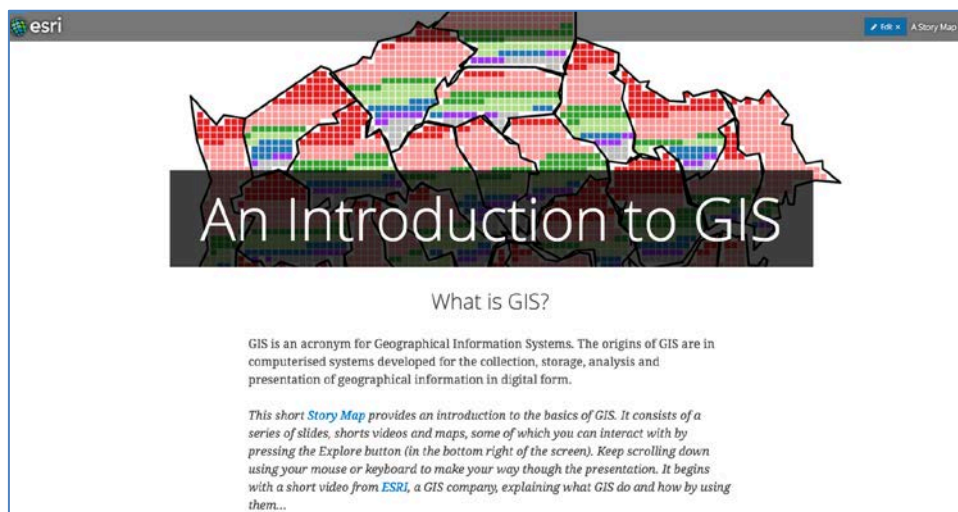 esri
Edit ×
A Story Map
An Introduction to GIS
What is GIS?
GIS is an acronym for Geographical Information Systems. The origins of GIS are in
computerised systems developed for the collection, storage, analysis and
presentation of geographical information in digital form.
This short Story Map provides an introduction to the basics of GIS. It consists of a
series of slides, shorts videos and maps, some of which you can interact with by
pressing the Explore button (in the bottom right of the screen). Keep scrolling down
using your mouse or keyboard to make your way though the presentation. It begins
with a short video from ESRI, a GIS company, explaining what GIS do and how by using
them...